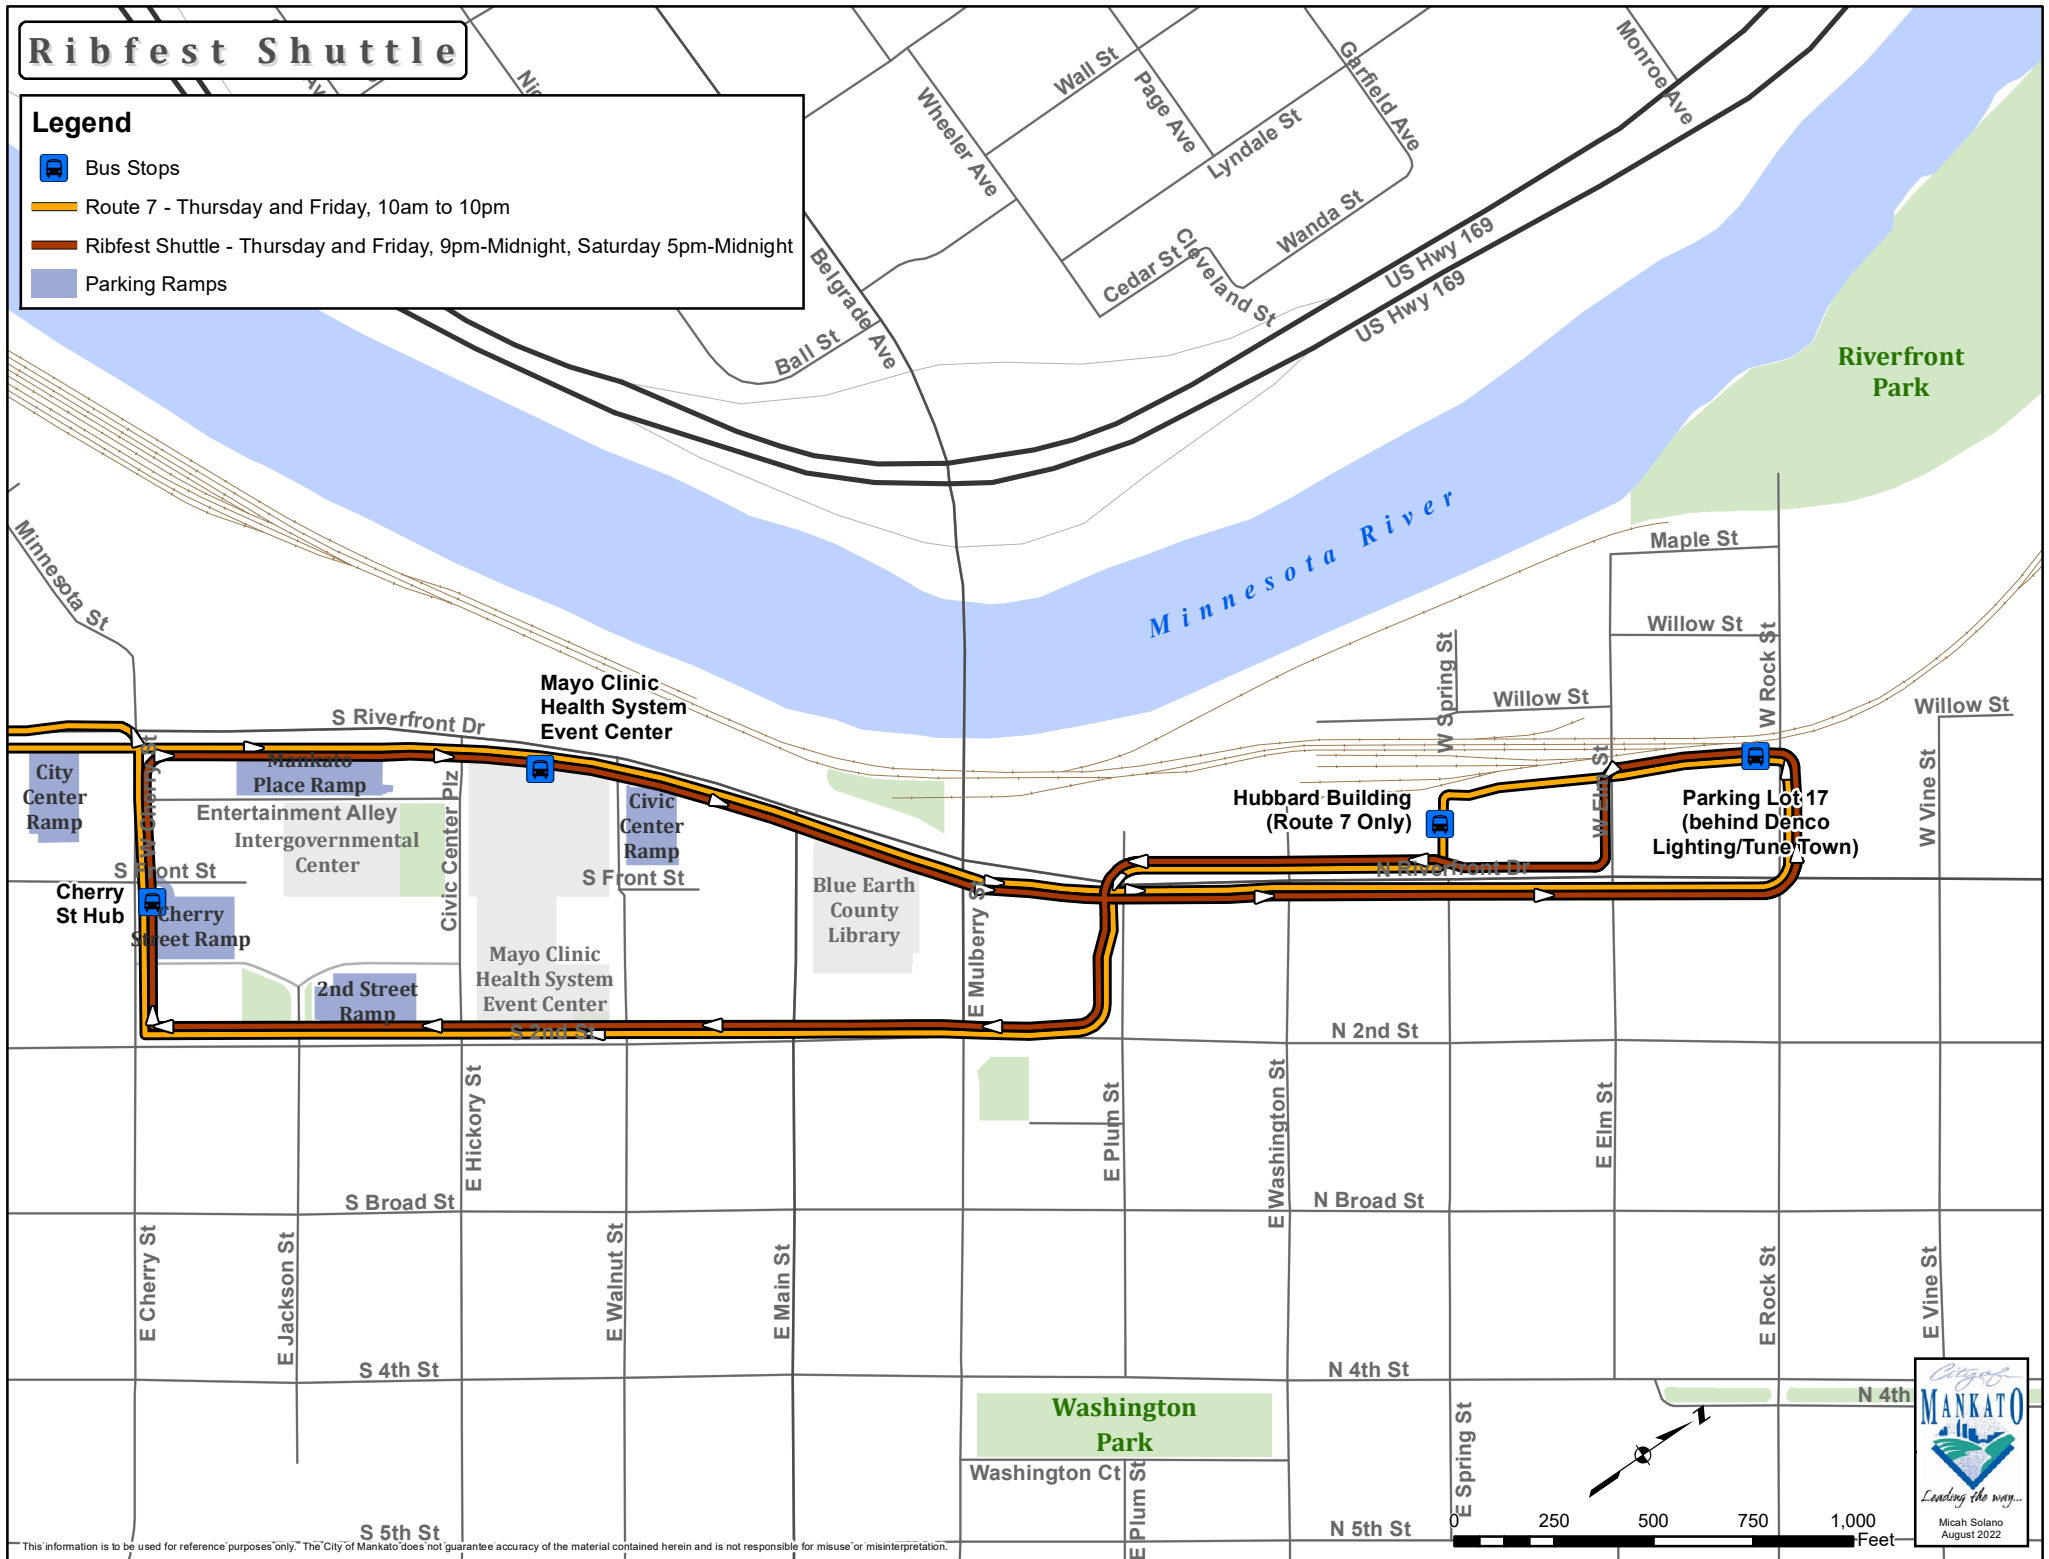 Ribfest Shuttle
Legend
Bus Stops
Route 7 - Thursday and Friday, 10am to 10pm
Ribfest Shuttle - Thursday and Friday, 9pm-Midnight, Saturday 5pm-Midnight
Parking Ramps
Wheeler Ave
Wall St
Page Ave
Garfield Ave
Lyndale St
Monroe Ave
Wanda St
Cedar St
Cleveland St
Belgrade Ave
Ball St
US Hwy 169
US Hwy 169
Riverfront
Park
Minnesota River
Minnesota St
Maple St
Willow St
W Rock St
W Spring St
Willow St
Willow St
S Riverfront Dr
Mayo Clinic
Health System
Event Center
W Cherry St
City
Center
Ramp
Mankato
Place Ramp
Civic Center Plz
Entertainment Alley
Intergovernmental
Center
Civic
Center
Ramp
Hubbard Building
(Route 7 Only)
W Elm St
Parking Lot 17
(behind Denco
Lighting/Tune Town)
W Vine St
S Front St
S Front St
N Riverfront Dr
Cherry
St Hub
Cherry
Street Ramp
Blue Earth
County
Library
E Mulberry St
Mayo Clinic
Health System
Event Center
2nd Street
Ramp
S 2nd St
N 2nd St
E Hickory St
E Plum St
E Washington St
E Elm St
S Broad St
N Broad St
E Cherry St
E Jackson St
E Walnut St
E Main St
E Rock St
E Vine St
S 4th St
N 4th St
N 4th
Washington
Park
Washington Ct
E Plum St
E Spring St
S 5th St
N 5th St
N
0 250 500 750 1,000
Feet
City of
MANKATO
Leading the way...
Micah Solano
August 2022
This information is to be used for reference purposes only. The City of Mankato does not guarantee accuracy of the material contained herein and is not responsible for misuse or misinterpretation.